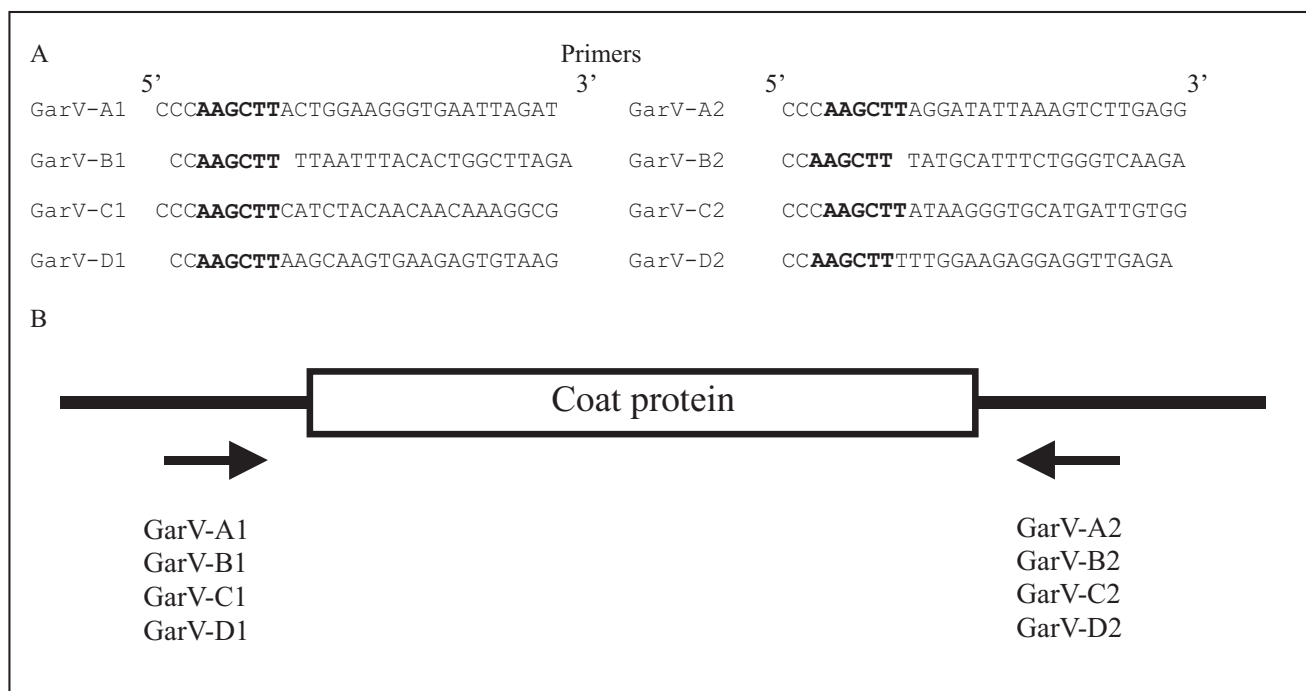 A Primers
5’ 3’ 5’ 3’
GarV-A1 CCCAAGCTTACTGGAAGGGTGAATTAGAT GarV-A2 CCCAAGCTTAGGATATTAAAGTCTTGAGG
GarV-B1 CCAAGCTT TTAATTTACACTGGCTTAGA GarV-B2 CCAAGCTT TATGCATTTCTGGGTCAAGA
GarV-C1 CCCAAGCTTCATCTACAACAACAAAGGCG GarV-C2 CCCAAGCTTATAAGGGTGCATGATTGTGG
GarV-D1 CCAAGCTTAAGCAAGTGAAGAGTGTAAG GarV-D2 CCAAGCTTTTTGGAAGAGGAGGTTGAGA
B
Coat protein
GarV-A1 GarV-A2
GarV-B1 GarV-B2
GarV-C1 GarV-C2
GarV-D1 GarV-D2